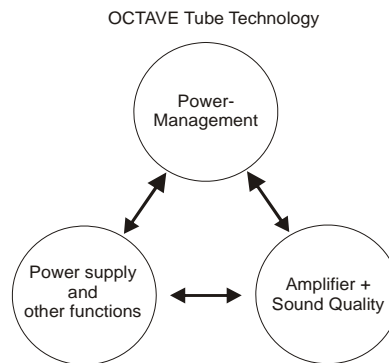 OCTAVE Tube Technology
Power-
Management
Power supply
and
other functions
Amplifier +
Sound Quality